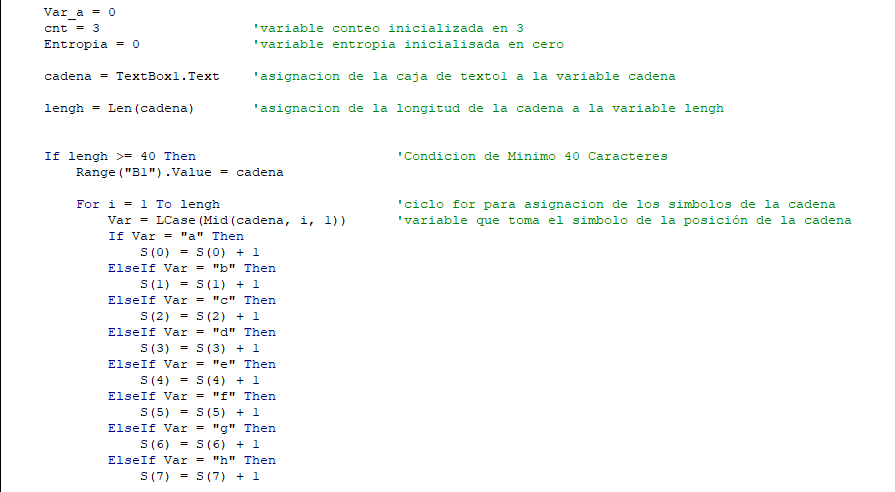 Var_a = 0
cnt = 3 'variable conteo inicializada en 3
Entropia = 0 'variable entropia inicialisada en cero
cadena = TextBox1.Text 'asignacion de la caja de texto1 a la variable cadena
lengh = Len(cadena) 'asignacion de la longitud de la cadena a la variable lengh
If lengh >= 40 Then 'Condicion de Minimo 40 Caracteres
Range("B1").Value = cadena
For i = 1 To lengh 'ciclo for para asignacion de los simbolos de la cadena
Var = LCase(Mid(cadena, i, 1)) 'variable que toma el simbolo de la posición de la cadena
If Var = "a" Then
S(0) = S(0) + 1
ElseIf Var = "b" Then
S(1) = S(1) + 1
ElseIf Var = "c" Then
S(2) = S(2) + 1
ElseIf Var = "d" Then
S(3) = S(3) + 1
ElseIf Var = "e" Then
S(4) = S(4) + 1
ElseIf Var = "f" Then
S(5) = S(5) + 1
ElseIf Var = "g" Then
S(6) = S(6) + 1
ElseIf Var = "h" Then
S(7) = S(7) + 1